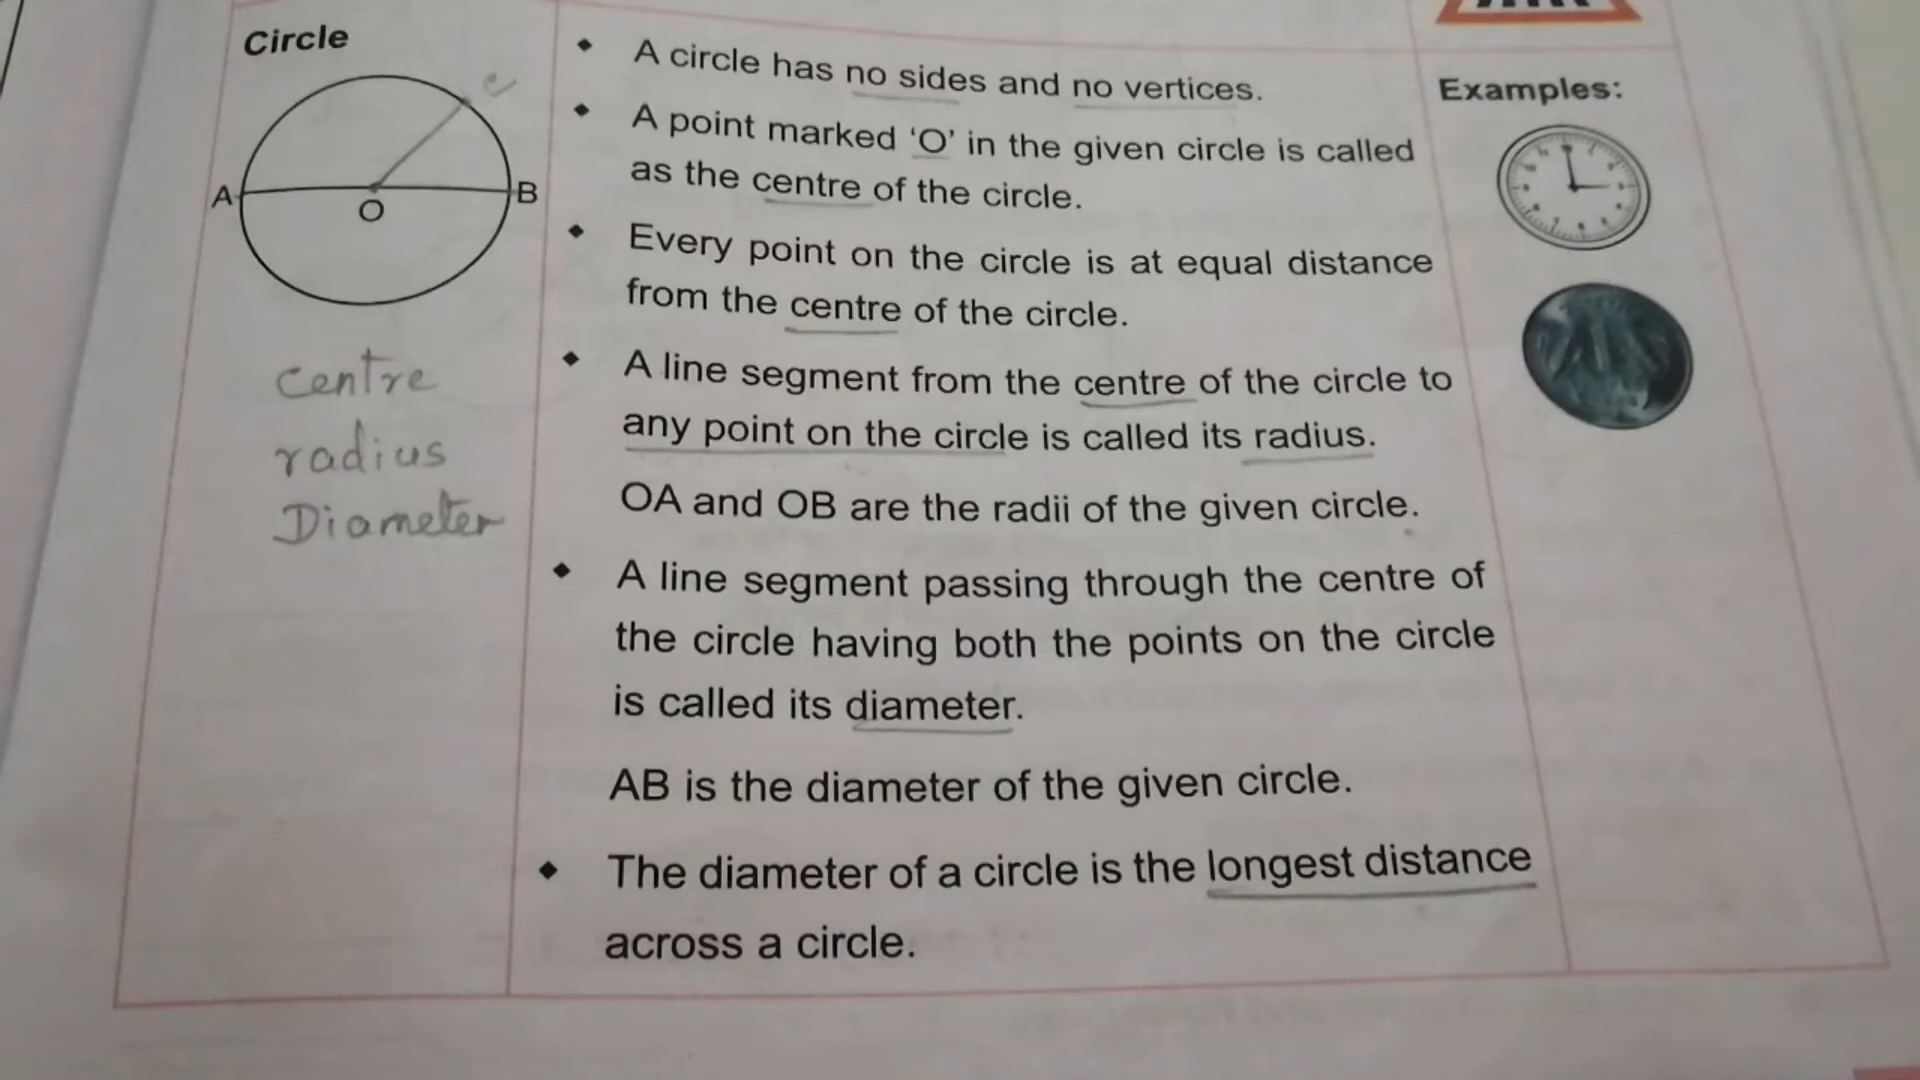 Circle
C
A
B
O
centre
radius
Diameter
◆ A circle has no sides and no vertices.
◆ A point marked ‘O’ in the given circle is called
as the centre of the circle.
◆ Every point on the circle is at equal distance
from the centre of the circle.
◆ A line segment from the centre of the circle to
any point on the circle is called its radius.
OA and OB are the radii of the given circle.
◆ A line segment passing through the centre of
the circle having both the points on the circle
is called its diameter.
AB is the diameter of the given circle.
◆ The diameter of a circle is the longest distance
across a circle.
Examples: